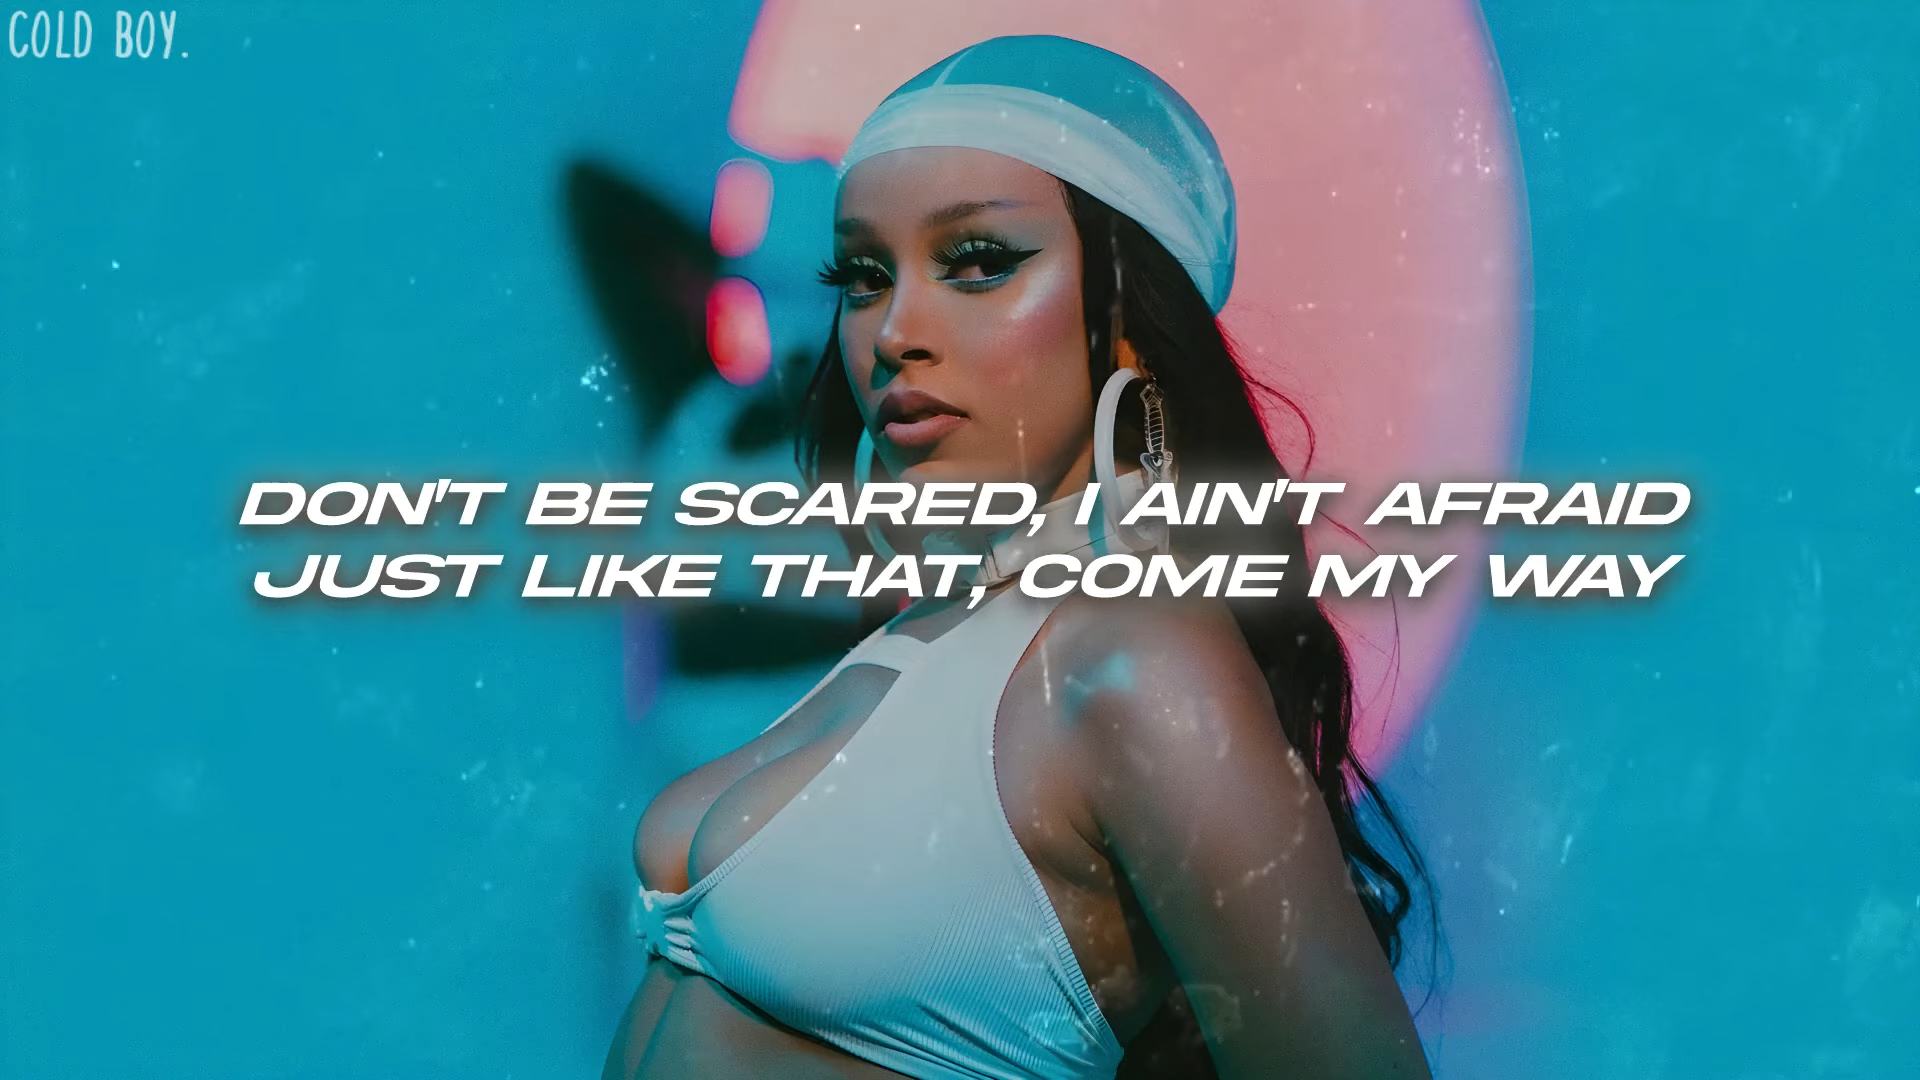 COLD BOY.
DON'T BE SCARED, I AIN'T AFRAID
JUST LIKE THAT, COME MY WAY